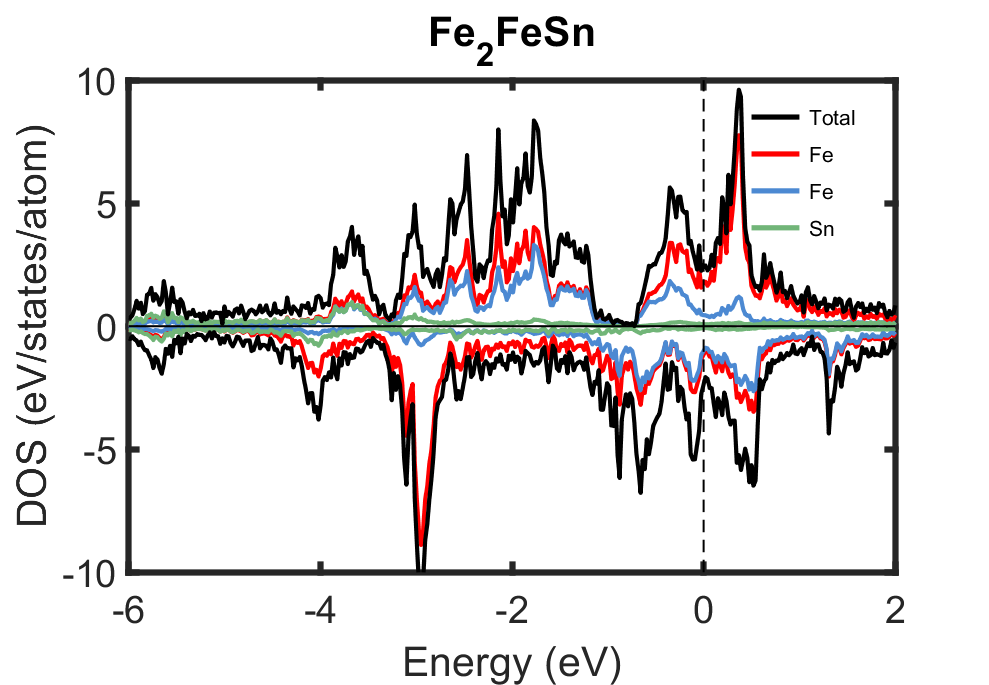 Fe2FeSn
DOS (eV/states/atom)
10
5
0
-5
-10
Total
Fe
Fe
Sn
-6 -4 -2 0 2
Energy (eV)